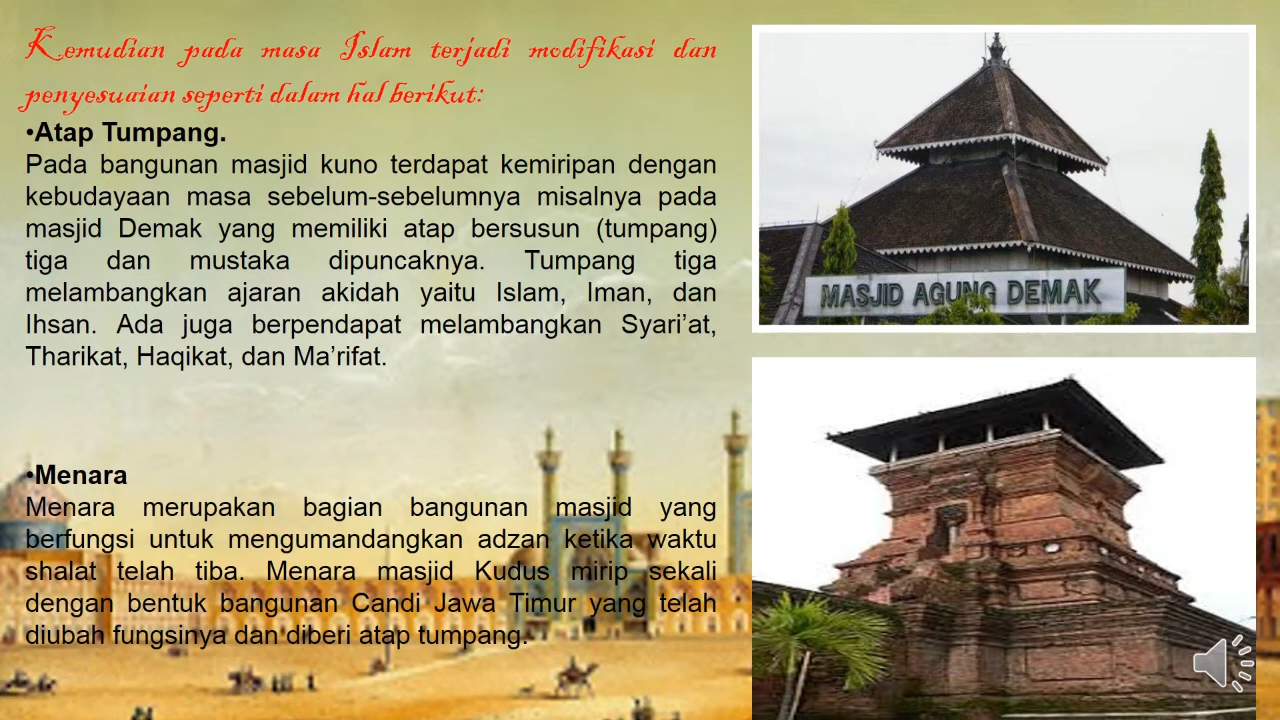 Kemudian pada masa Islam terjadi modifikasi dan
penyesuaian seperti dalam hal berikut:
•Atap Tumpang.
Pada bangunan masjid kuno terdapat kemiripan dengan
kebudayaan masa sebelum-sebelumnya misalnya pada
masjid Demak yang memiliki atap bersusun (tumpang)
tiga dan mustaka dipuncaknya. Tumpang tiga
melambangkan ajaran akidah yaitu Islam, Iman, dan
Ihsan. Ada juga berpendapat melambangkan Syari’at,
Tharikat, Haqikat, dan Ma’rifat.
•Menara
Menara merupakan bagian bangunan masjid yang
berfungsi untuk mengumandangkan adzan ketika waktu
shalat telah tiba. Menara masjid Kudus mirip sekali
dengan bentuk bangunan Candi Jawa Timur yang telah
diubah fungsinya dan diberi atap tumpang.
MASJID AGUNG DEMAK